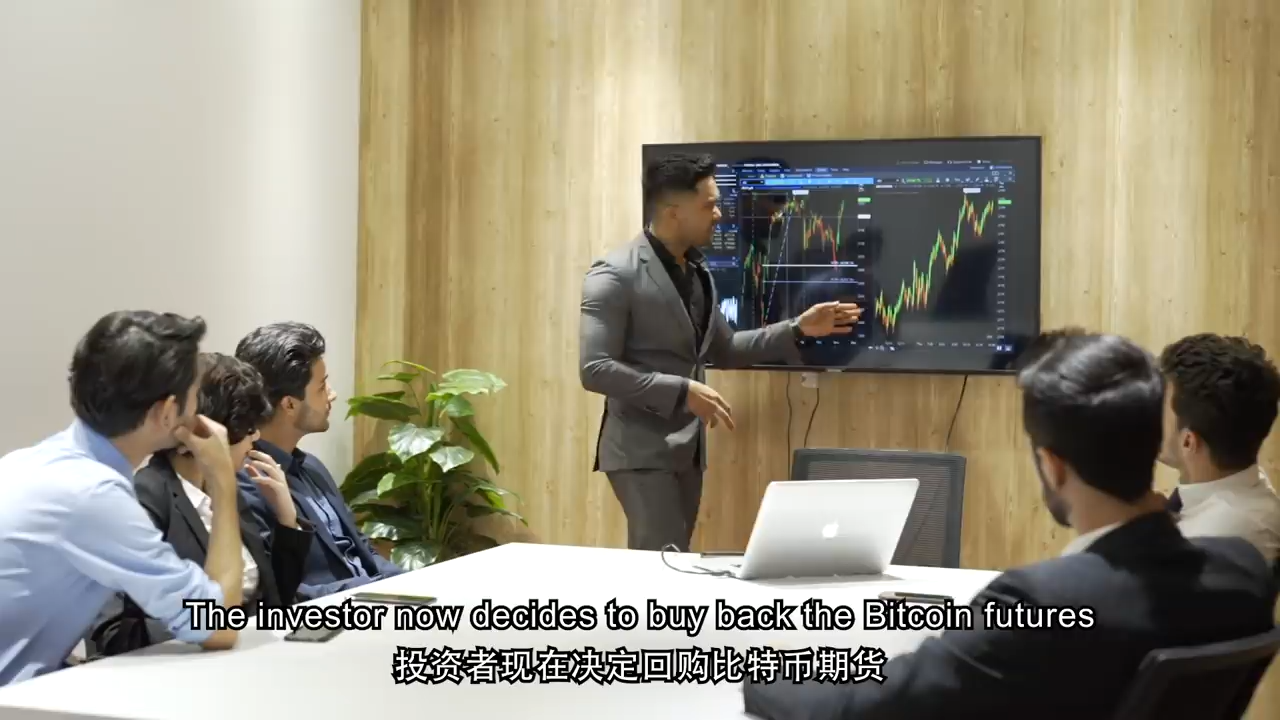 The investor now decides to buy back the Bitcoin futures
投资者现在决定回购比特币期货